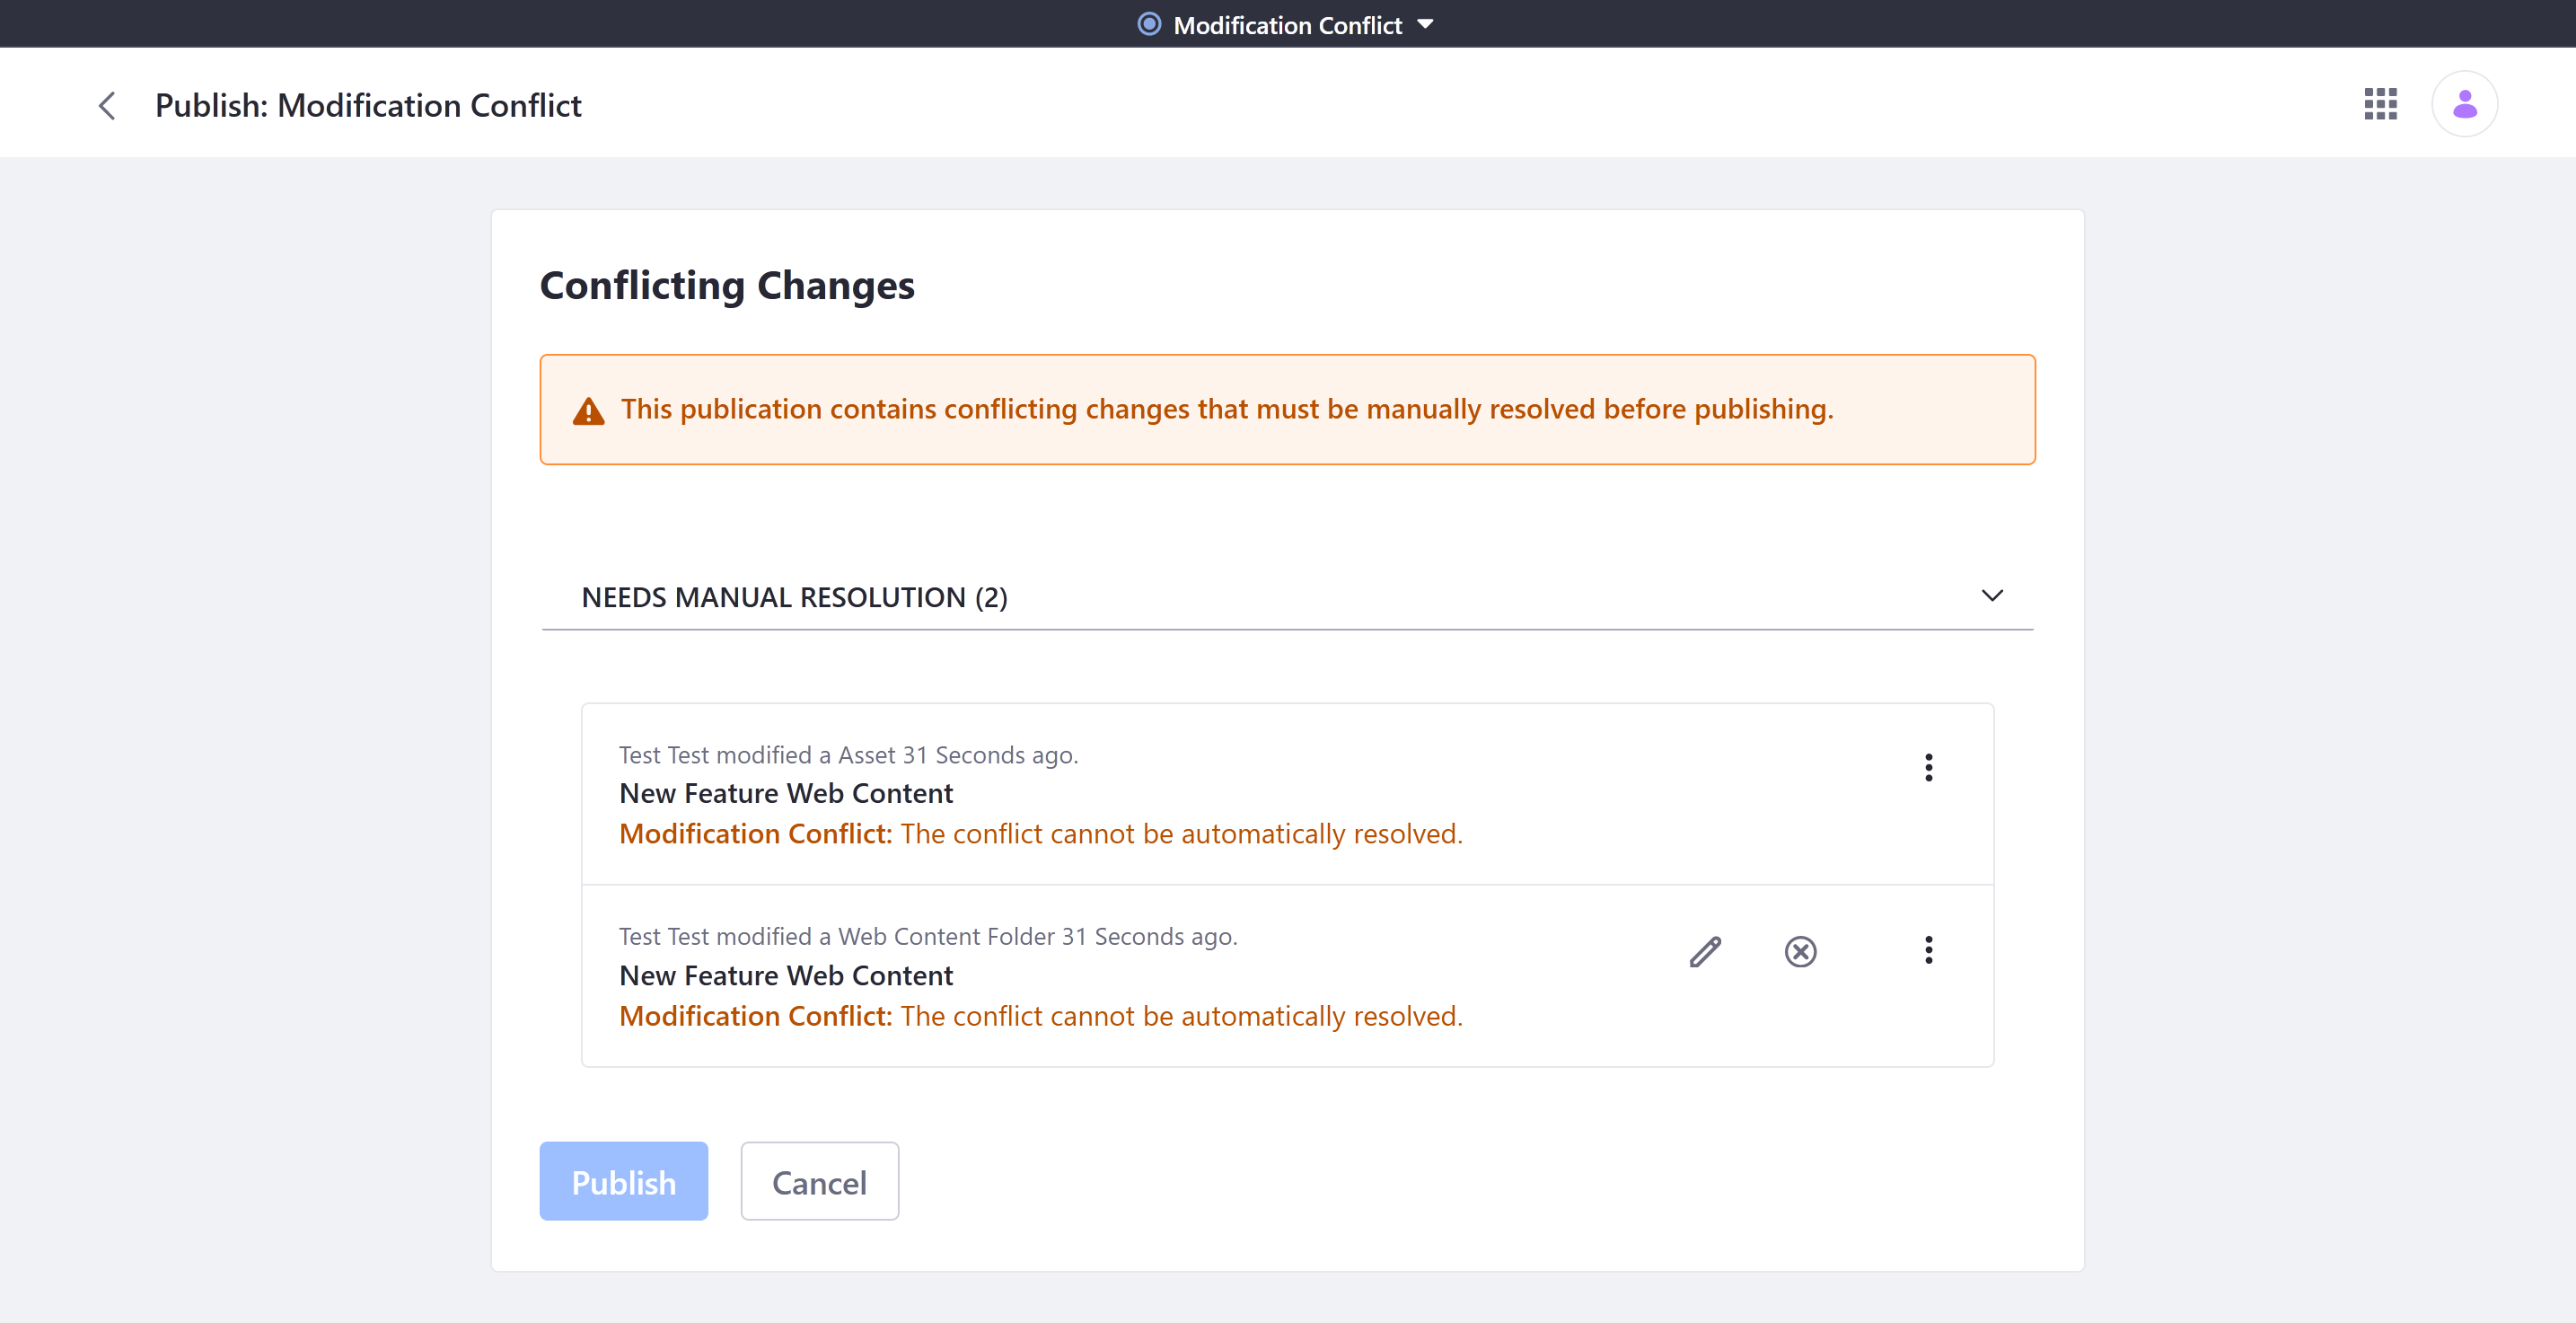 Modification Conflict
Publish: Modification Conflict
Conflicting Changes
This publication contains conflicting changes that must be manually resolved before publishing.
NEEDS MANUAL RESOLUTION (2)
Test Test modified a Asset 31 Seconds ago.
New Feature Web Content
Modification Conflict: The conflict cannot be automatically resolved.
Test Test modified a Web Content Folder 31 Seconds ago.
New Feature Web Content
Modification Conflict: The conflict cannot be automatically resolved.
Publish
Cancel